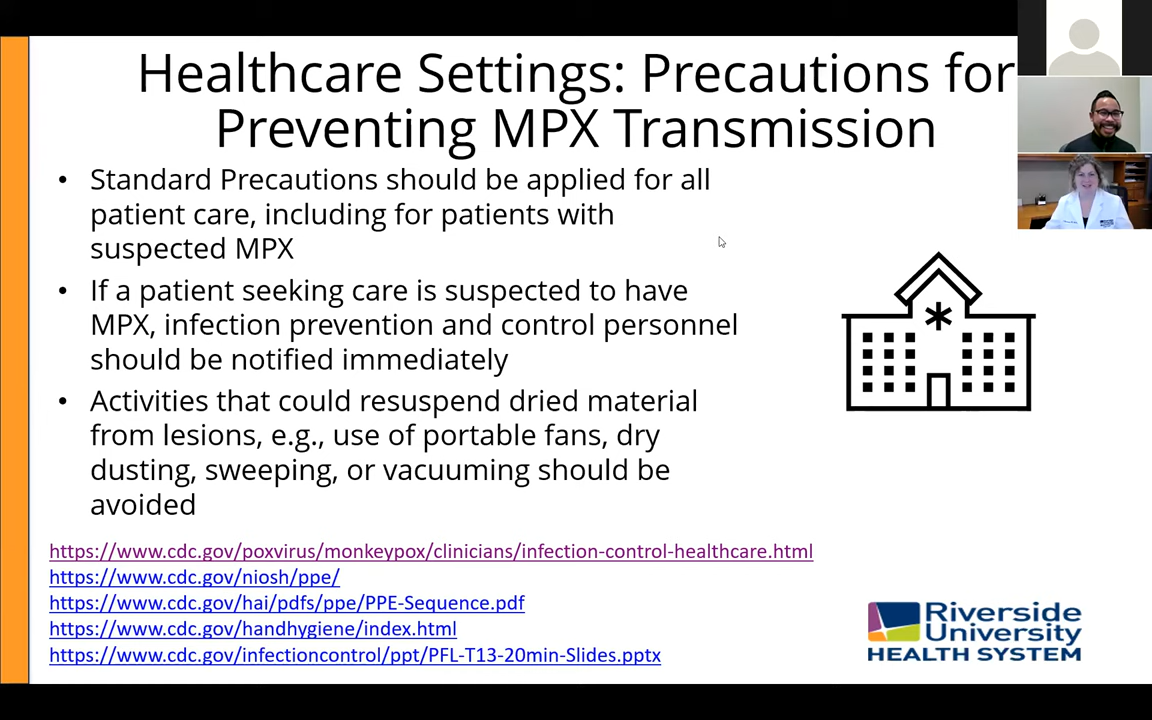 Healthcare Settings: Precautions for
Preventing MPX Transmission
• Standard Precautions should be applied for all
patient care, including for patients with
suspected MPX
• If a patient seeking care is suspected to have
MPX, infection prevention and control personnel
should be notified immediately
• Activities that could resuspend dried material
from lesions, e.g., use of portable fans, dry
dusting, sweeping, or vacuuming should be
avoided
https://www.cdc.gov/poxvirus/monkeypox/clinicians/infection-control-healthcare.html
https://www.cdc.gov/niosh/ppe/
https://www.cdc.gov/hai/pdfs/ppe/PPE-Sequence.pdf
https://www.cdc.gov/handhygiene/index.html
https://www.cdc.gov/infectioncontrol/ppt/PFL-T13-20min-Slides.pptx
Riverside
University
HEALTH SYSTEM